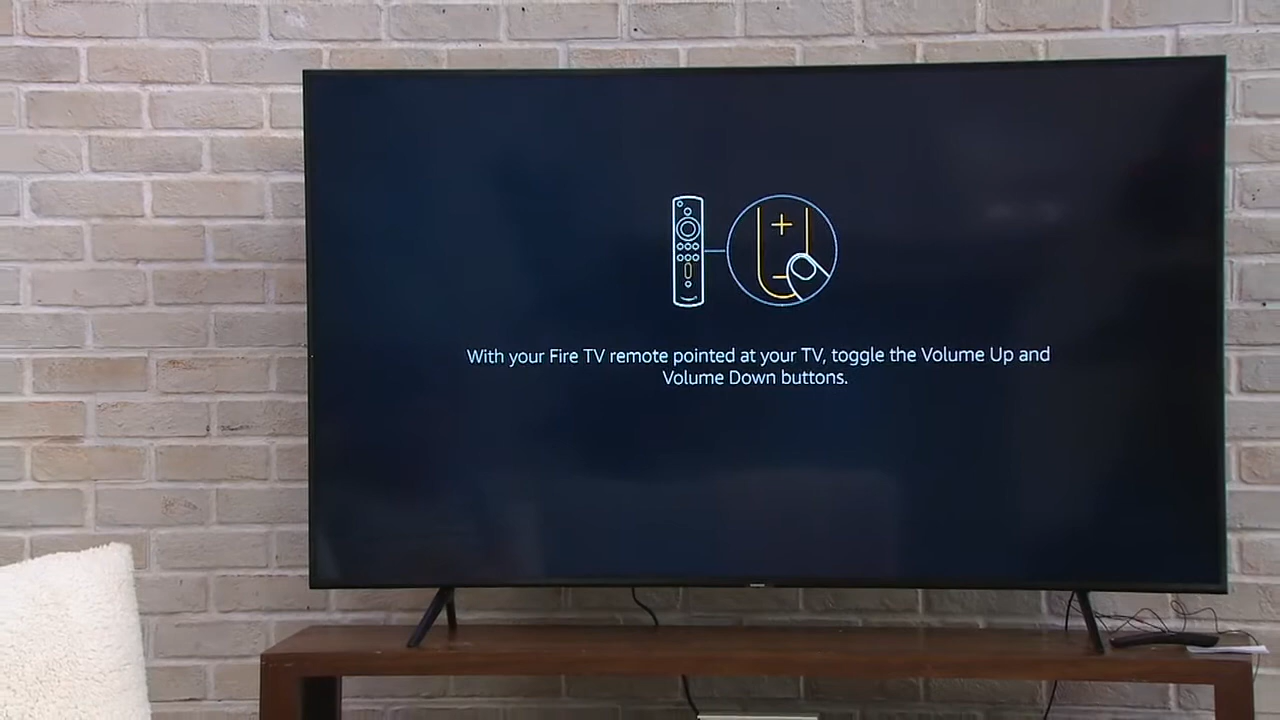 With your Fire TV remote pointed at your TV, toggle the Volume Up and
Volume Down buttons.